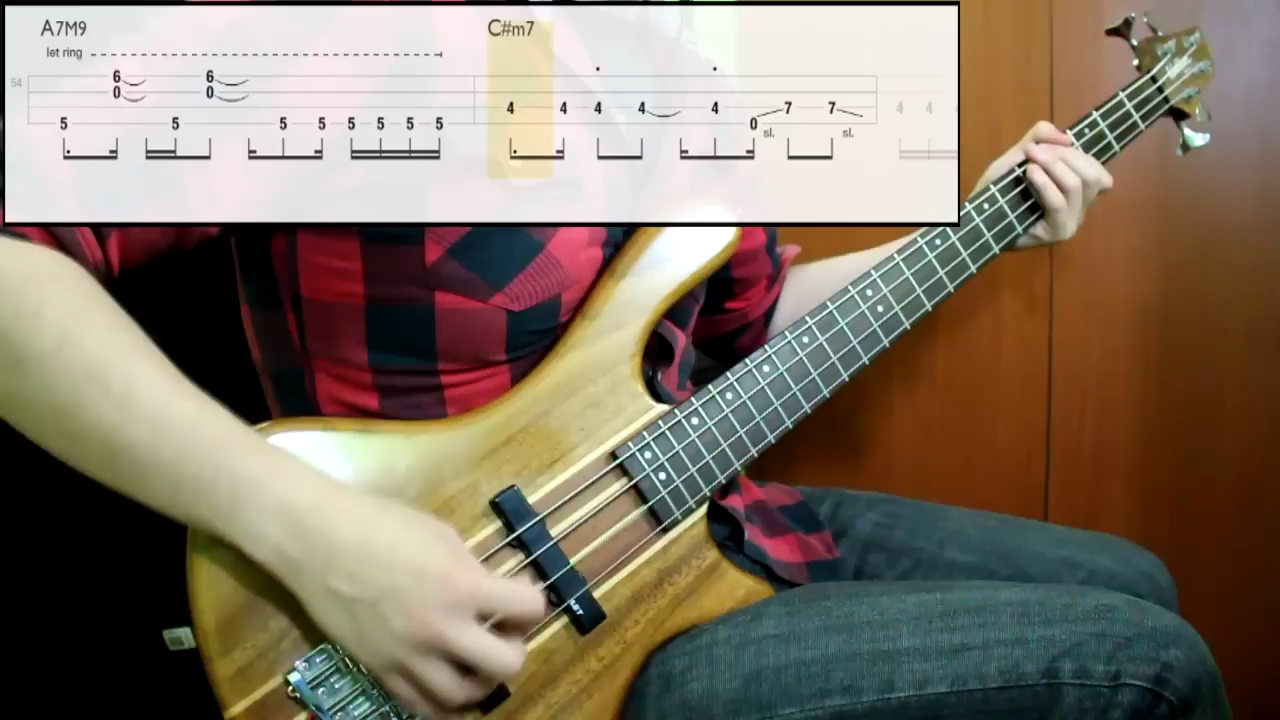 A7M9 C#m7
let ring
54
6 6
0 0
4 4 4 4 4 7 7 4 4
5 5 5 5 5 5 5 5 0
sl. sl.